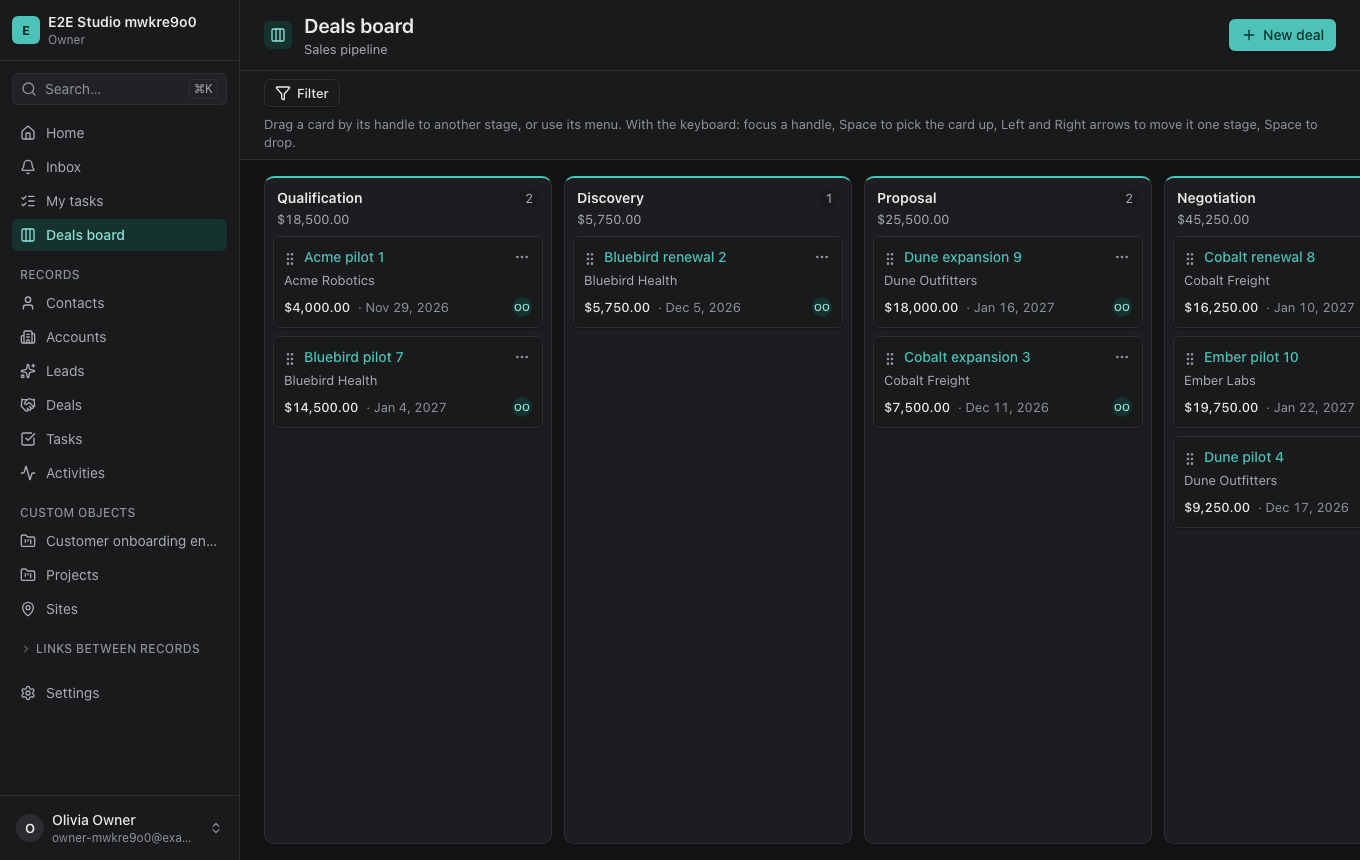 E
E2E Studio mwkre9o0
Owner
Search...
⌘K
Home
Inbox
My tasks
Deals board
RECORDS
Contacts
Accounts
Leads
Deals
Tasks
Activities
CUSTOM OBJECTS
Customer onboarding en...
Projects
Sites
LINKS BETWEEN RECORDS
Settings
O
Olivia Owner
owner-mwkre9o0@exa...
Deals board
Sales pipeline
+ New deal
Filter
Drag a card by its handle to another stage, or use its menu. With the keyboard: focus a handle, Space to pick the card up, Left and Right arrows to move it one stage, Space to
drop.
Qualification 2
$18,500.00
Acme pilot 1
Acme Robotics
$4,000.00 · Nov 29, 2026 OO
Bluebird pilot 7
Bluebird Health
$14,500.00 · Jan 4, 2027 OO
Discovery 1
$5,750.00
Bluebird renewal 2
Bluebird Health
$5,750.00 · Dec 5, 2026 OO
Proposal 2
$25,500.00
Dune expansion 9
Dune Outfitters
$18,000.00 · Jan 16, 2027 OO
Cobalt expansion 3
Cobalt Freight
$7,500.00 · Dec 11, 2026 OO
Negotiation
$45,250.00
Cobalt renewal 8
Cobalt Freight
$16,250.00 · Jan 10, 2027
Ember pilot 10
Ember Labs
$19,750.00 · Jan 22, 2027
Dune pilot 4
Dune Outfitters
$9,250.00 · Dec 17, 2026